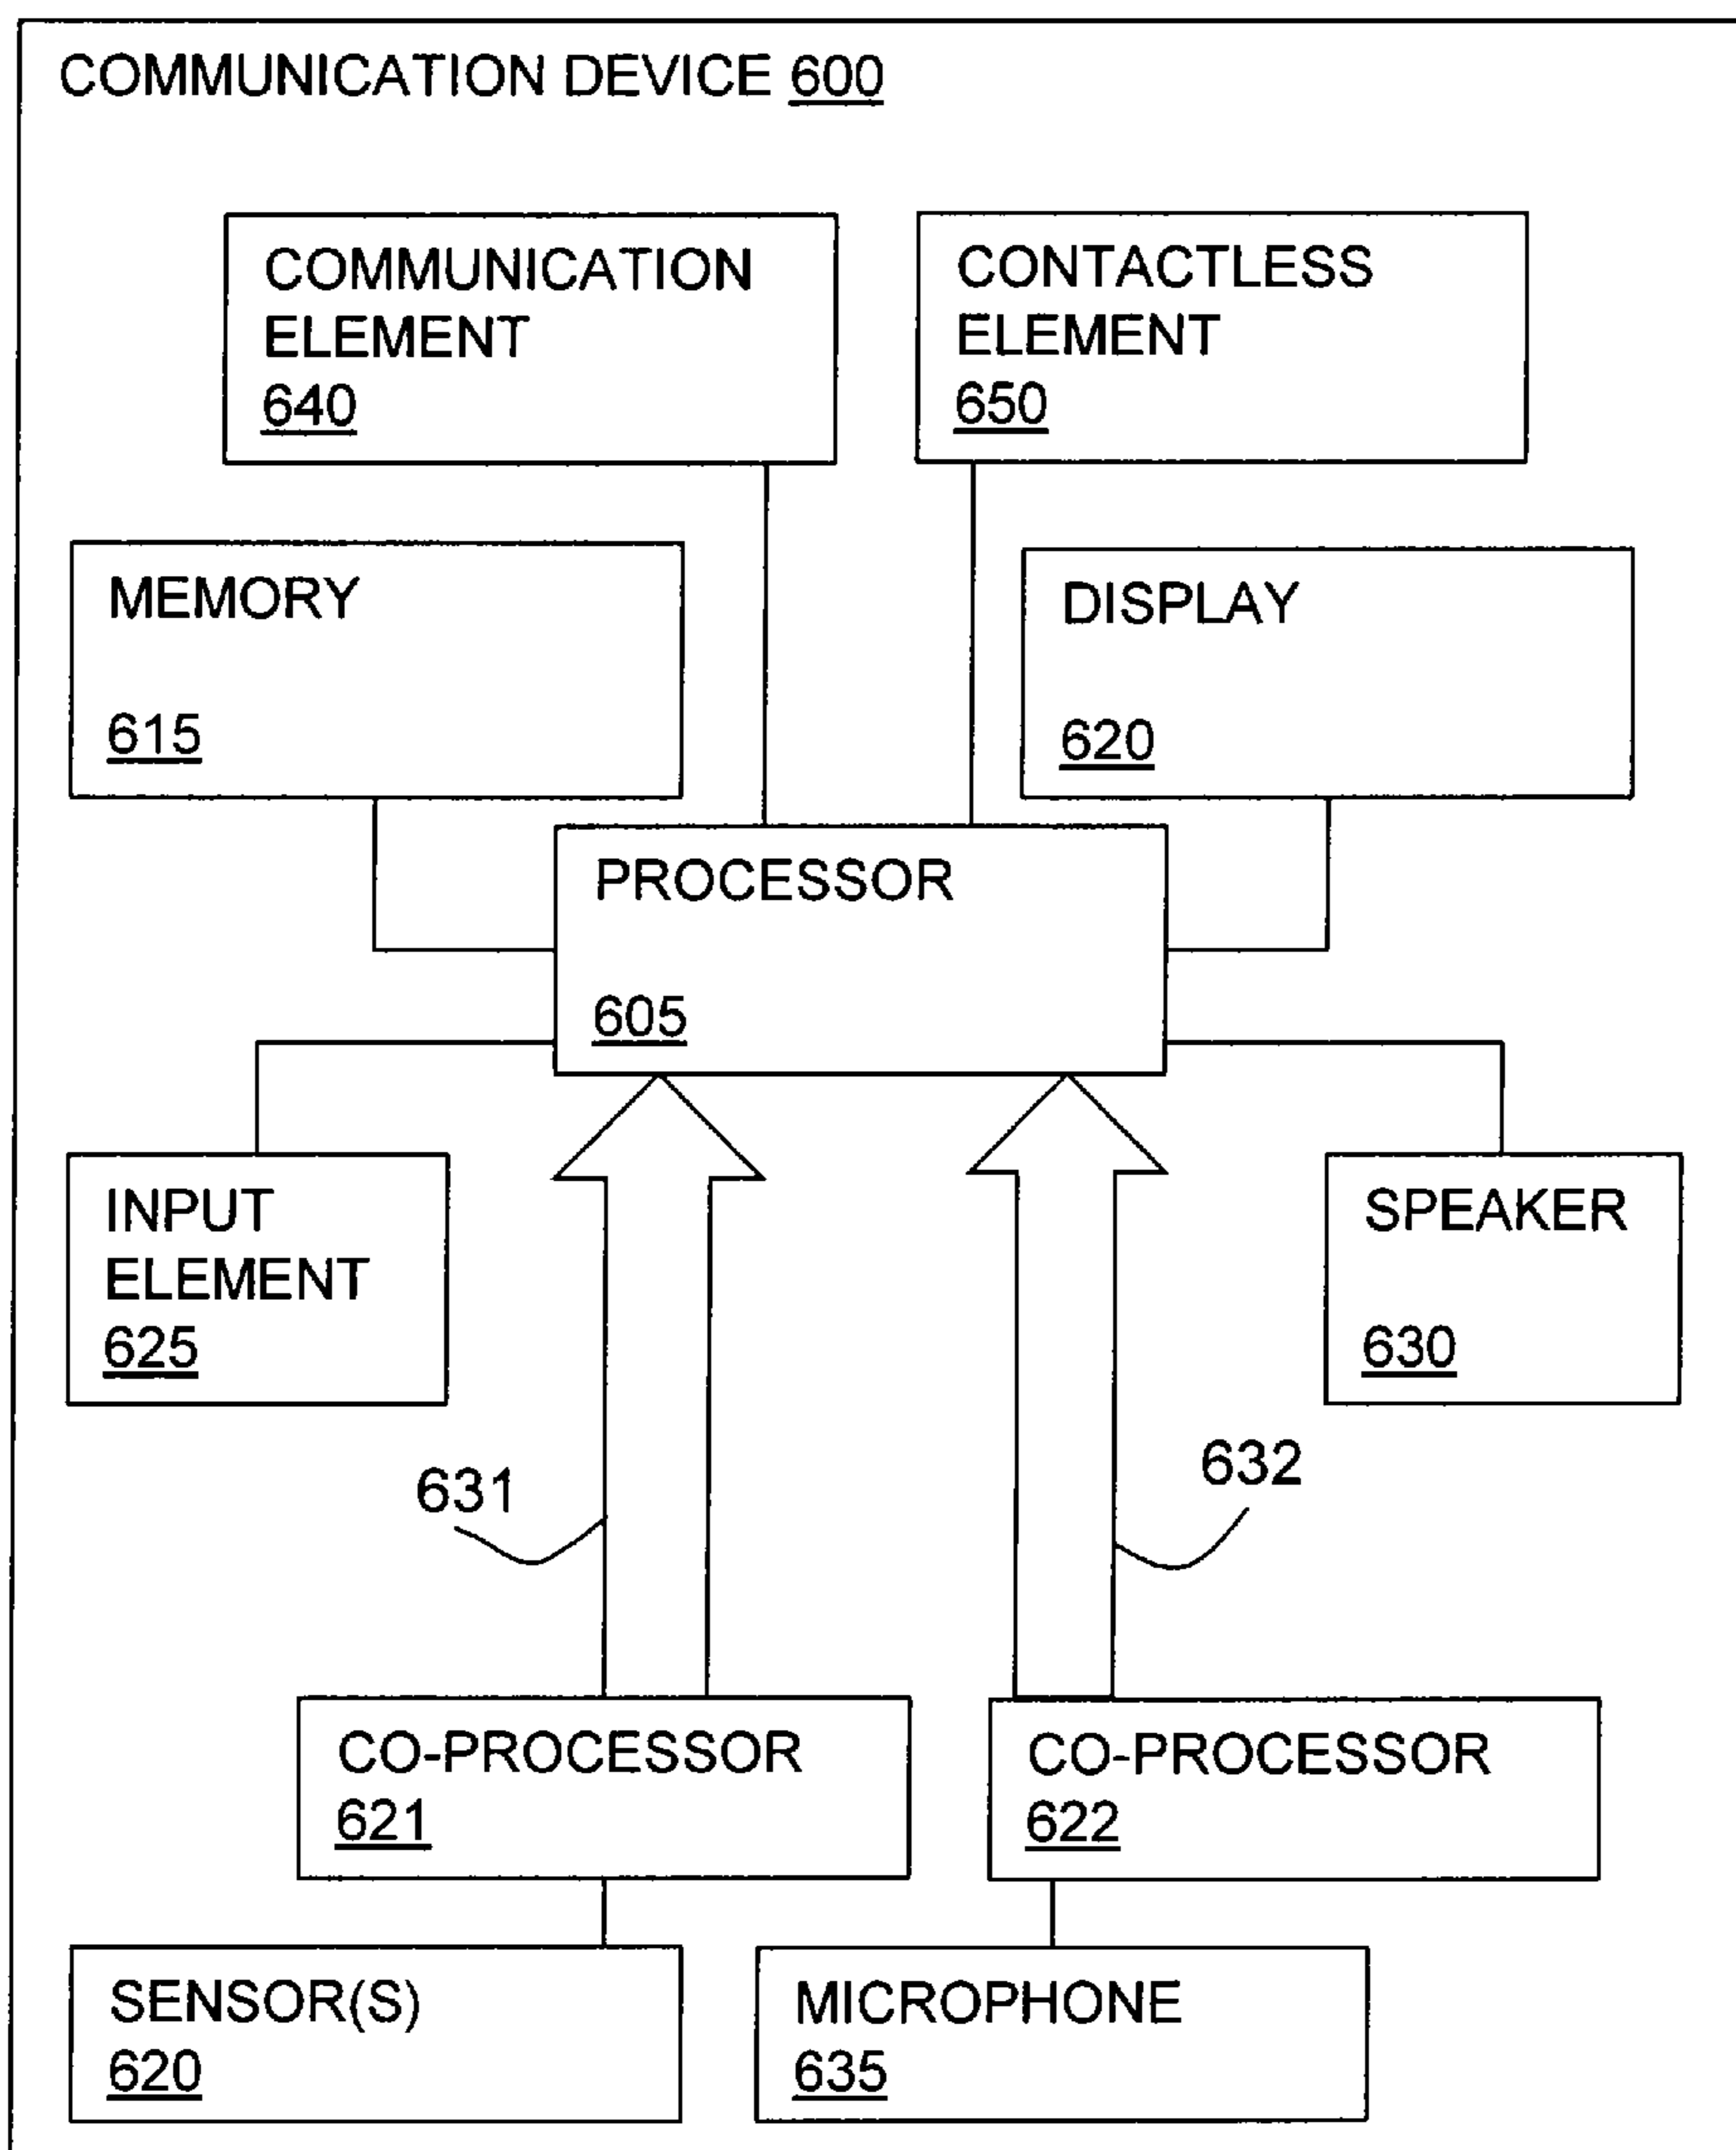 COMMUNICATION DEVICE 600
COMMUNICATION
ELEMENT
640
CONTACTLESS
ELEMENT
650
MEMORY
615
DISPLAY
620
PROCESSOR
605
INPUT
ELEMENT
625
SPEAKER
630
631
632
CO-PROCESSOR
621
CO-PROCESSOR
622
SENSOR(S)
620
MICROPHONE
635